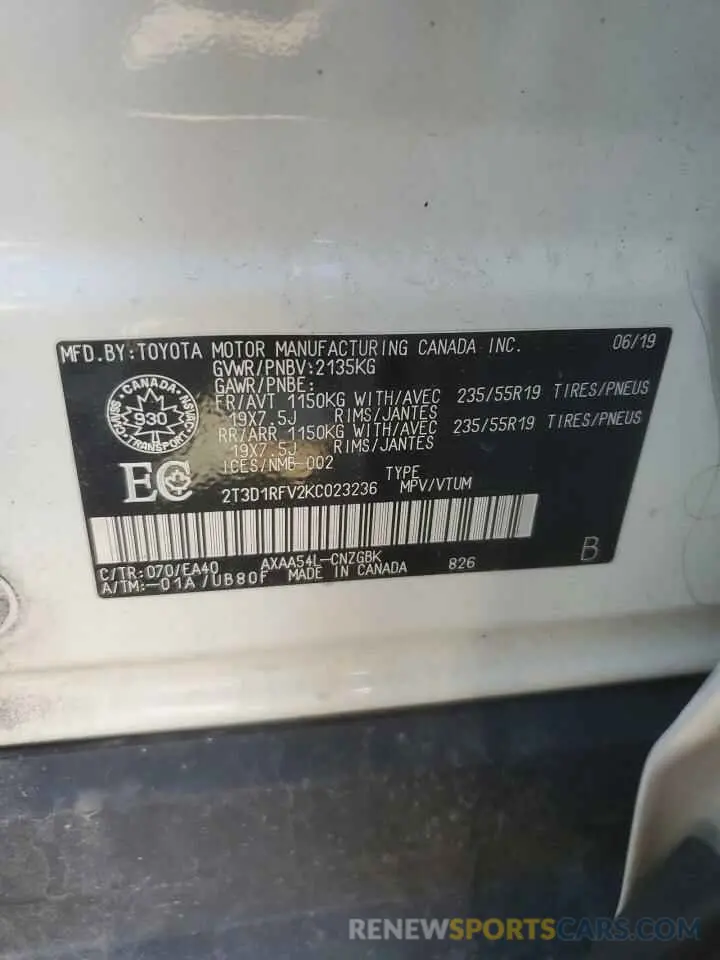 MFD.BY:TOYOTA MOTOR MANUFACTURING CANADA INC. 06/19
GVWR/PNBV:2135KG
GAWR/PNBE:
FR/AVT 1150KG WITH/AVEC 235/55R19 TIRES/PNEUS
19X7.5J RIMS/JANTES
RR/ARR 1150KG WITH/AVEC 235/55R19 TIRES/PNEUS
19X7.5J RIMS/JANTES
ICES/NMB-002
CANADA
930
TRANSPORT
EC
TYPE
2T3D1RFV2KC023236 MPV/VTUM
C/TR:070/EA40 AXAA54L-CNZGBK 826 B
A/TM:-01A/UB80F MADE IN CANADA
RENEWSPORTAUTOS.COM